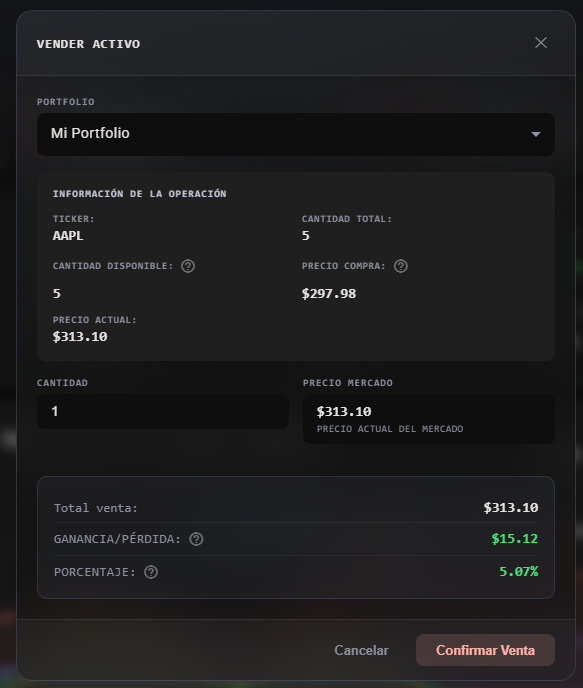 VENDER ACTIVO
PORTFOLIO
Mi Portfolio
INFORMACIÓN DE LA OPERACIÓN
TICKER:
AAPL
CANTIDAD TOTAL:
5
CANTIDAD DISPONIBLE: ?
5
PRECIO COMPRA: ?
$297.98
PRECIO ACTUAL:
$313.10
CANTIDAD
1
PRECIO MERCADO
$313.10
PRECIO ACTUAL DEL MERCADO
Total venta: $313.10
GANANCIA/PÉRDIDA: ? $15.12
PORCENTAJE: ? 5.07%
Cancelar
Confirmar Venta